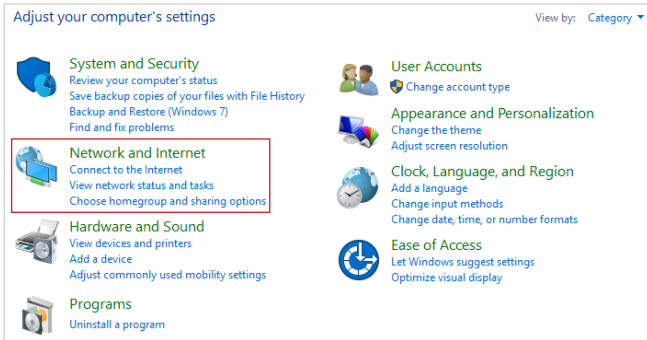 Adjust your computer's settings
View by: Category
System and Security
Review your computer's status
Save backup copies of your files with File History
Backup and Restore (Windows 7)
Find and fix problems
Network and Internet
Connect to the Internet
View network status and tasks
Choose homegroup and sharing options
Hardware and Sound
View devices and printers
Add a device
Adjust commonly used mobility settings
Programs
Uninstall a program
User Accounts
Change account type
Appearance and Personalization
Change the theme
Adjust screen resolution
Clock, Language, and Region
Add a language
Change input methods
Change date, time, or number formats
Ease of Access
Let Windows suggest settings
Optimize visual display